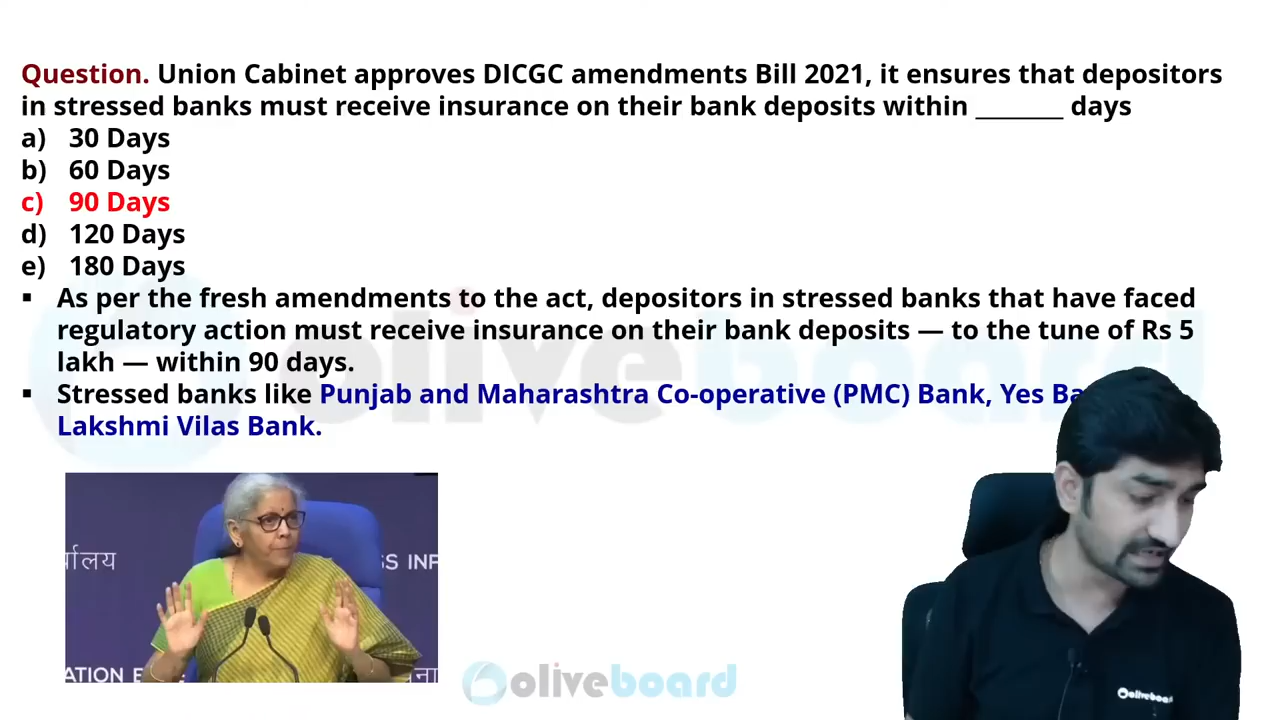 Question. Union Cabinet approves DICGC amendments Bill 2021, it ensures that depositors
in stressed banks must receive insurance on their bank deposits within ________ days
a) 30 Days
b) 60 Days
c) 90 Days
d) 120 Days
e) 180 Days
▪ As per the fresh amendments to the act, depositors in stressed banks that have faced
regulatory action must receive insurance on their bank deposits — to the tune of Rs 5
lakh — within 90 days.
▪ Stressed banks like Punjab and Maharashtra Co-operative (PMC) Bank, Yes
Lakshmi Vilas Bank.
oliveboard
oliveboard